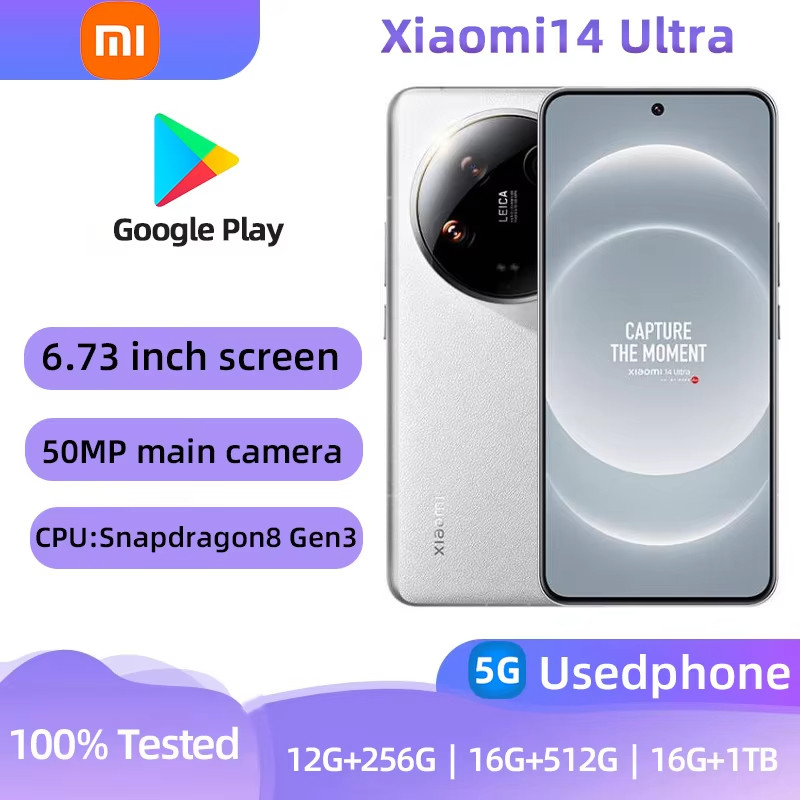 mi
Xiaomi14 Ultra
Google Play
LEICA
6.73 inch screen
50MP main camera
CPU:Snapdragon8 Gen3
CAPTURE
THE MOMENT
xiaomi 14 Ultra
xiaomi
5G Usedphone
100% Tested
12G+256G | 16G+512G | 16G+1TB